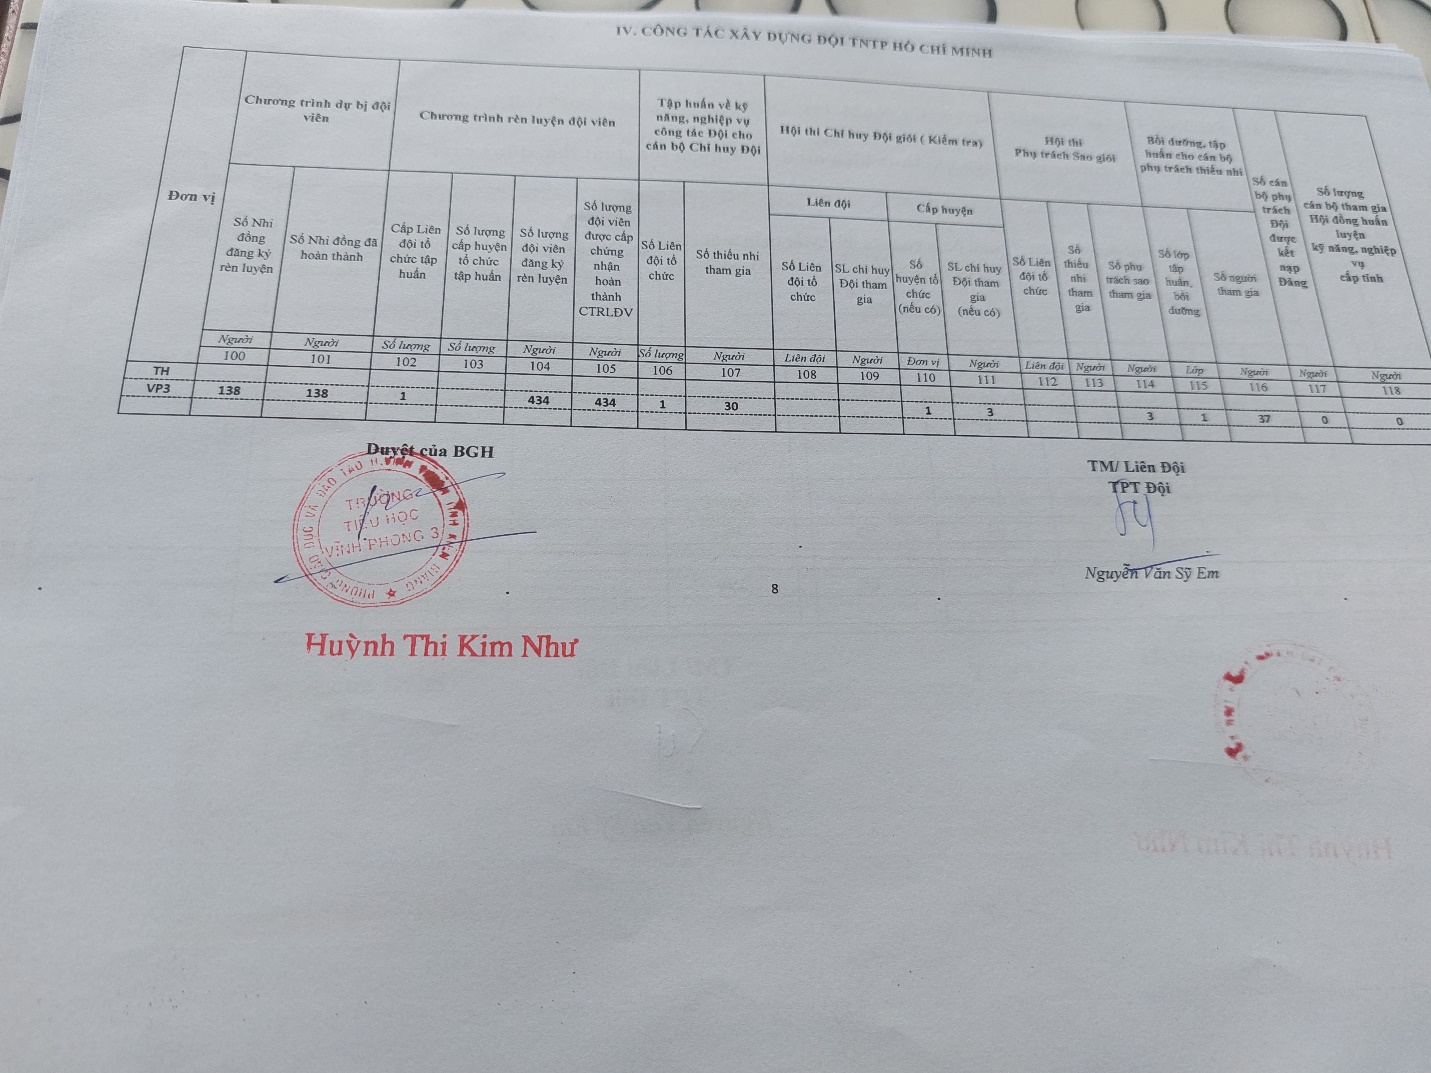 IV. CÔNG TÁC XÂY DỰNG ĐỘI TNTP HỒ CHÍ MINH
Đơn vị
Chương trình dự bị đội
viên
Chương trình rèn luyện đội viên
Tập huấn về kỹ
năng, nghiệp vụ
công tác Đội cho
cán bộ Chỉ huy Đội
Hội thi Chỉ huy Đội giỏi ( Kiểm tra)
Hội thi
Phụ trách Sao giỏi
Bồi dưỡng, tập
huấn cho cán bộ
phụ trách thiếu nhi
Số cán
bộ phụ
trách
Đội
được
kết
nạp
Đảng
Số lượng
cán bộ tham gia
Hội đồng huấn
luyện
kỹ năng, nghiệp
vụ
cấp tỉnh
Liên đội
Cấp huyện
Số Nhi
đồng
đăng ký
rèn luyện
Số Nhi đồng đã
hoàn thành
Cấp Liên
đội tổ
chức tập
huấn
Số lượng
cấp huyện
tổ chức
tập huấn
Số lượng
đội viên
đăng ký
rèn luyện
Số lượng
đội viên
được cấp
chứng
nhận
hoàn
thành
CTRLĐV
Số Liên
đội tổ
chức
Số thiếu nhi
tham gia
Số Liên
đội tổ
chức
SL chỉ huy
Đội tham
gia
Số
huyện tổ
chức
(nếu có)
SL chỉ huy
Đội tham
gia
(nếu có)
Số Liên
đội tổ
chức
Số
thiếu
nhi
tham
gia
Số phụ
trách sao
tham gia
Số lớp
tập
huấn,
bồi
dưỡng
Số người
tham gia
Người Người Số lượng Số lượng Người Người Số lượng Người Liên đội Người Đơn vị Người Liên đội Người Người Lớp Người Người Người
100 101 102 103 104 105 106 107 108 109 110 111 112 113 114 115 116 117 118
TH
VP3 138 138 1 434 434 1 30 1 3 3 1 37 0 0
Duyệt của BGH
TRƯỜNG
TIỂU HỌC
VĨNH PHONG 3
Huỳnh Thị Kim Như
TM/ Liên Đội
TPT Đội
Nguyễn Văn Sỹ Em
8